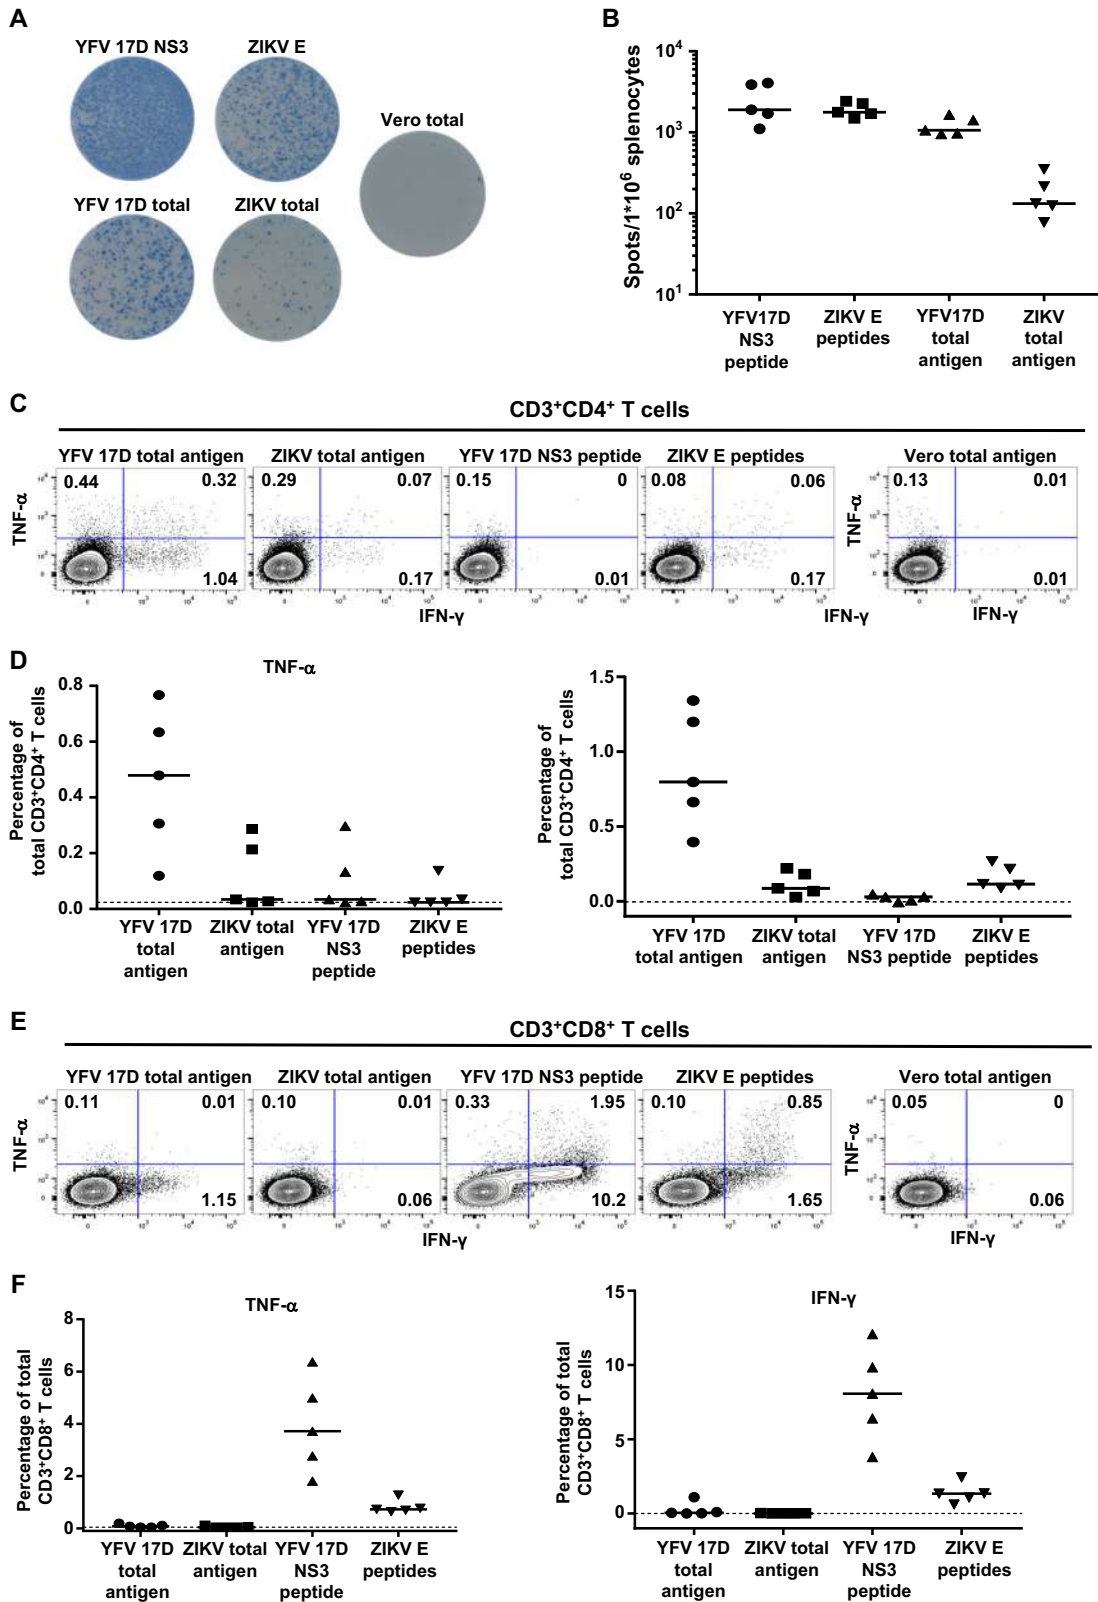 A
YFV 17D NS3
ZIKV E
Vero total
YFV 17D total
ZIKV total
B
Spots/1*10⁶ splenocytes
10⁴
10³
10²
10¹
YFV17D
NS3
peptide
ZIKV E
peptides
YFV17D
total
antigen
ZIKV
total
antigen
C
CD3⁺CD4⁺ T cells
YFV 17D total antigen
ZIKV total antigen
YFV 17D NS3 peptide
ZIKV E peptides
Vero total antigen
TNF-α
0.44
0.32
1.04
0.29
0.07
0.17
0.15
0
0.01
0.08
0.06
0.17
TNF-α
0.13
0.01
0.01
IFN-γ
IFN-γ
IFN-γ
D
TNF-α
Percentage of
total CD3⁺CD4⁺ T cells
0.8
0.6
0.4
0.2
0.0
YFV 17D
total
antigen
ZIKV total
antigen
YFV 17D
NS3
peptide
ZIKV E
peptides
Percentage of
total CD3⁺CD4⁺ T cells
1.5
1.0
0.5
0.0
YFV 17D
total antigen
ZIKV total
antigen
YFV 17D
NS3 peptide
ZIKV E
peptides
E
CD3⁺CD8⁺ T cells
YFV 17D total antigen
ZIKV total antigen
YFV 17D NS3 peptide
ZIKV E peptides
Vero total antigen
TNF-α
0.11
0.01
1.15
0.10
0.01
0.06
0.33
1.95
10.2
0.10
0.85
1.65
TNF-α
0.05
0
0.06
IFN-γ
IFN-γ
F
TNF-α
Percentage of total
CD3⁺CD8⁺ T cells
8
6
4
2
0
YFV 17D
total
antigen
ZIKV total
antigen
YFV 17D
NS3
peptide
ZIKV E
peptides
IFN-γ
Percentage of total
CD3⁺CD8⁺ T cells
15
10
5
0
YFV 17D
total
antigen
ZIKV total
antigen
YFV 17D
NS3
peptide
ZIKV E
peptides